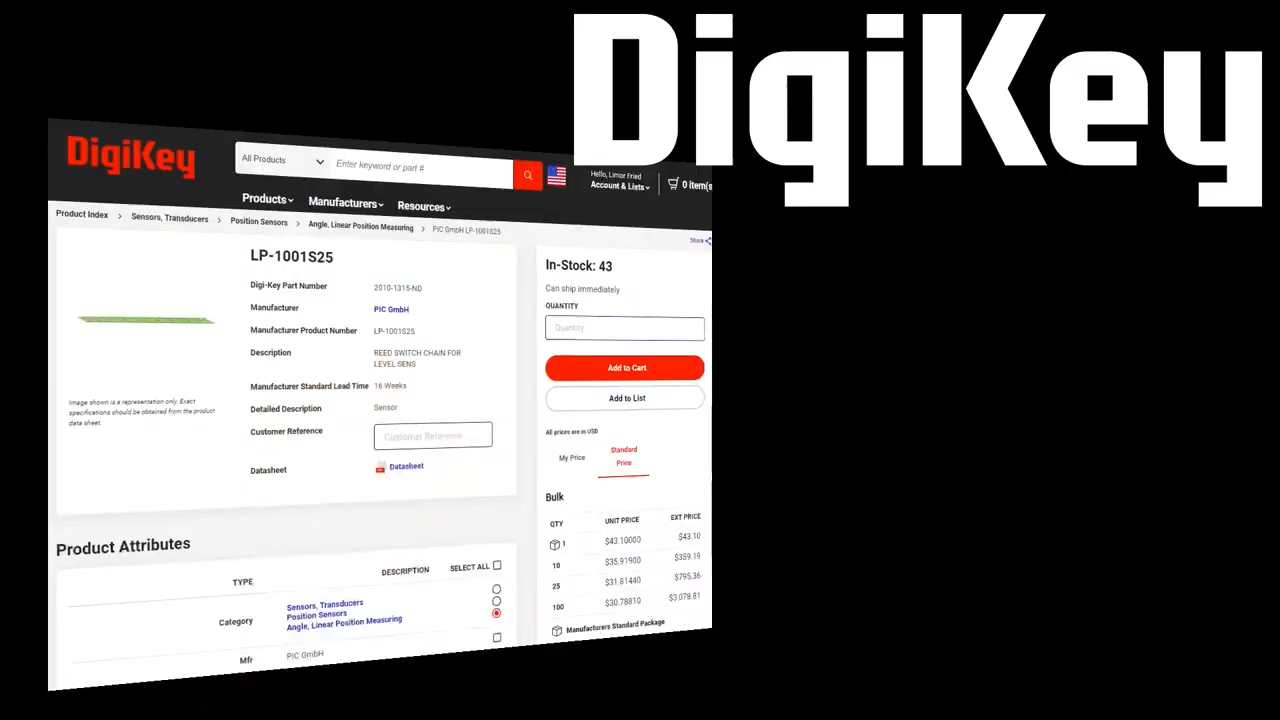 DigiKey
DigiKey
All Products
Enter keyword or part #
Hello, Limor Fried
Account & Lists
0 item(s
Products
Manufacturers
Resources
Product Index > Sensors, Transducers > Position Sensors > Angle, Linear Position Measuring > PIC GmbH LP-1001S25
Share
LP-1001S25
Digi-Key Part Number 2010-1315-ND
Manufacturer PIC GmbH
Manufacturer Product Number LP-1001S25
Description REED SWITCH CHAIN FOR
LEVEL SENS
Manufacturer Standard Lead Time 16 Weeks
Detailed Description Sensor
Customer Reference Customer Reference
Datasheet Datasheet
Image shown is a representation only. Exact
specifications should be obtained from the product
data sheet.
In-Stock: 43
Can ship immediately
QUANTITY
Quantity
Add to Cart
Add to List
All prices are in USD
My Price
Standard
Price
Bulk
QTY UNIT PRICE EXT PRICE
1 $43.10000 $43.10
10 $35.91900 $359.19
25 $31.81440 $795.36
100 $30.78810 $3,078.81
Manufacturers Standard Package
Product Attributes
TYPE DESCRIPTION SELECT ALL
Category
Sensors, Transducers
Position Sensors
Angle, Linear Position Measuring
Mfr PIC GmbH